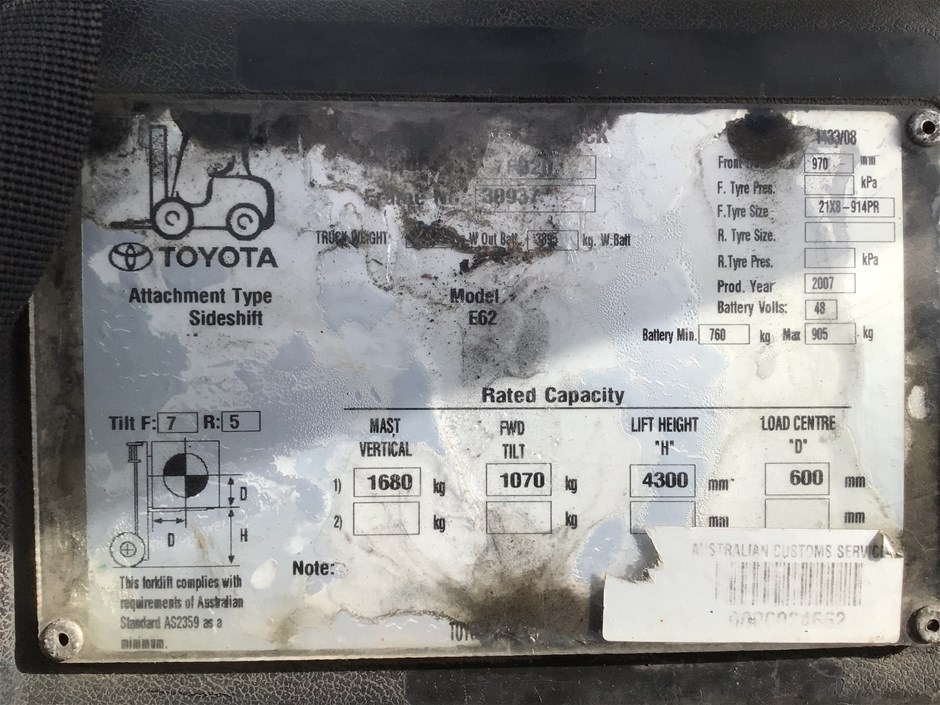 1433/08
970 mm
F. Tyre Pres. kPa
F.Tyre Size 21X8-914PR
R. Tyre Size.
R.Tyre Pres. kPa
Prod. Year 2007
Battery Volts: 48
Battery Min. 760 kg Max 905 kg
TRUCK WEIGHT W Out Batt. kg. W.Batt
TOYOTA
Attachment Type
Sideshift
Model
E62
Rated Capacity
Tilt F: 7 R: 5
MAST VERTICAL FWD TILT LIFT HEIGHT "H" LOAD CENTRE "D"
1) 1680 kg 1070 kg 4300 mm 600 mm
2) kg kg mm mm
D
D H
Note:
This forklift complies with
requirements of Australian
Standard AS2359 as a
minimum.
AUSTRALIAN CUSTOMS SERVICE